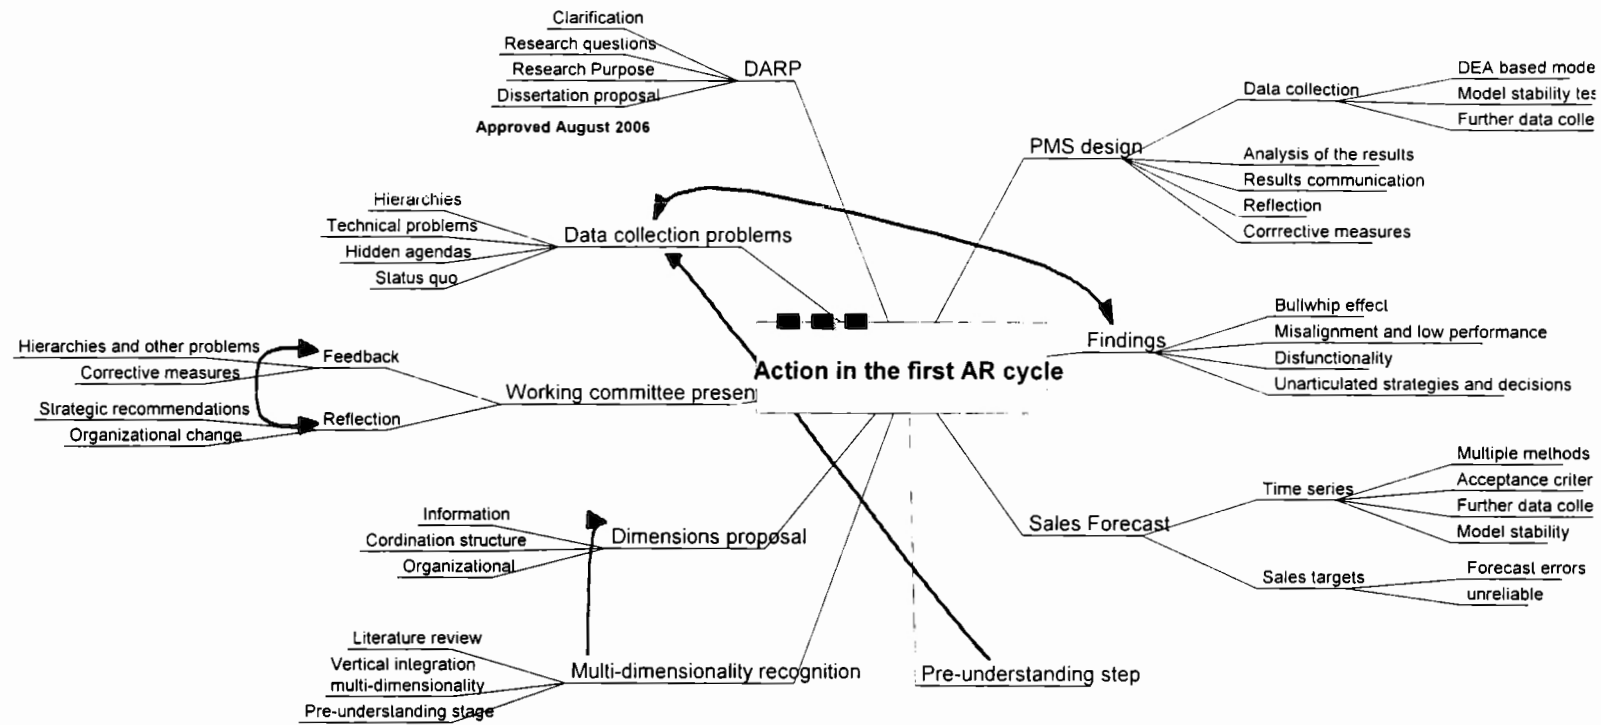 Clarification
Research questions
Research Purpose
Dissertation proposal
DARP
Approved August 2006
Hierarchies
Technical problems
Hidden agendas
Status quo
Data collection problems
Hierarchies and other problems
Corrective measures
Feedback
Strategic recommendations
Organizational change
Reflection
Working committee presen
Information
Cordination structure
Organizational
Dimensions proposal
Literature review
Vertical integration
multi-dimensionality
Pre-understanding stage
Multi-dimensionality recognition
Action in the first AR cycle
Pre-understanding step
PMS design
Data collection
DEA based mode
Model stability tes
Further data colle
Analysis of the results
Results communication
Reflection
Corrrective measures
Findings
Bullwhip effect
Misalignment and low performance
Disfunctionality
Unarticulated strategies and decisions
Sales Forecast
Time series
Multiple methods
Acceptance criter
Further data colle
Model stability
Sales targets
Forecast errors
unreliable